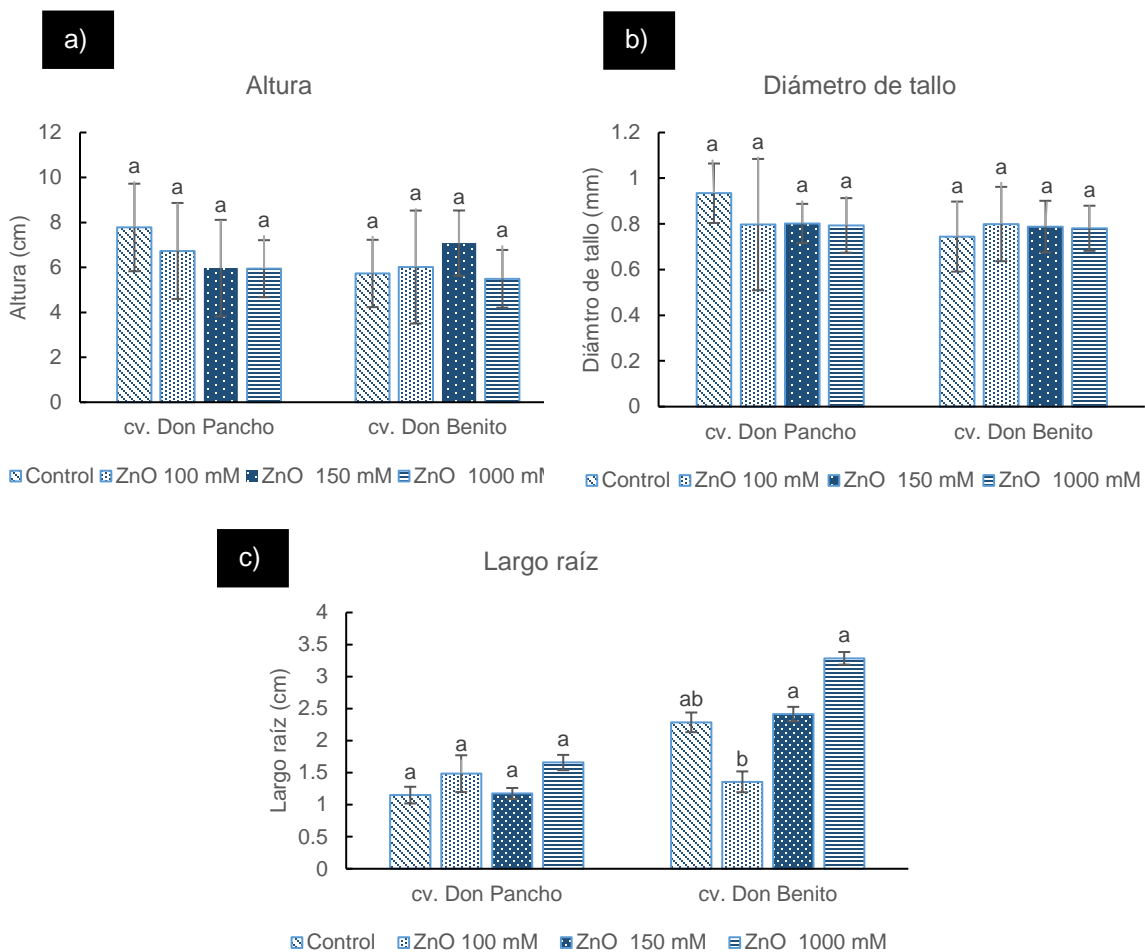 a)
Altura
12
10
8
6
4
2
0
Altura (cm)
a a a a a a a a
cv. Don Pancho cv. Don Benito
Control ZnO 100 mM ZnO 150 mM ZnO 1000 mM
b)
Diámetro de tallo
1.2
1
0.8
0.6
0.4
0.2
0
Diámtro de tallo (mm)
a a a a a a a a
cv. Don Pancho cv. Don Benito
Control ZnO 100 mM ZnO 150 mM ZnO 1000 mM
c)
Largo raíz
4
3.5
3
2.5
2
1.5
1
0.5
0
Largo raíz (cm)
a a a a ab b a a
cv. Don Pancho cv. Don Benito
Control ZnO 100 mM ZnO 150 mM ZnO 1000 mM